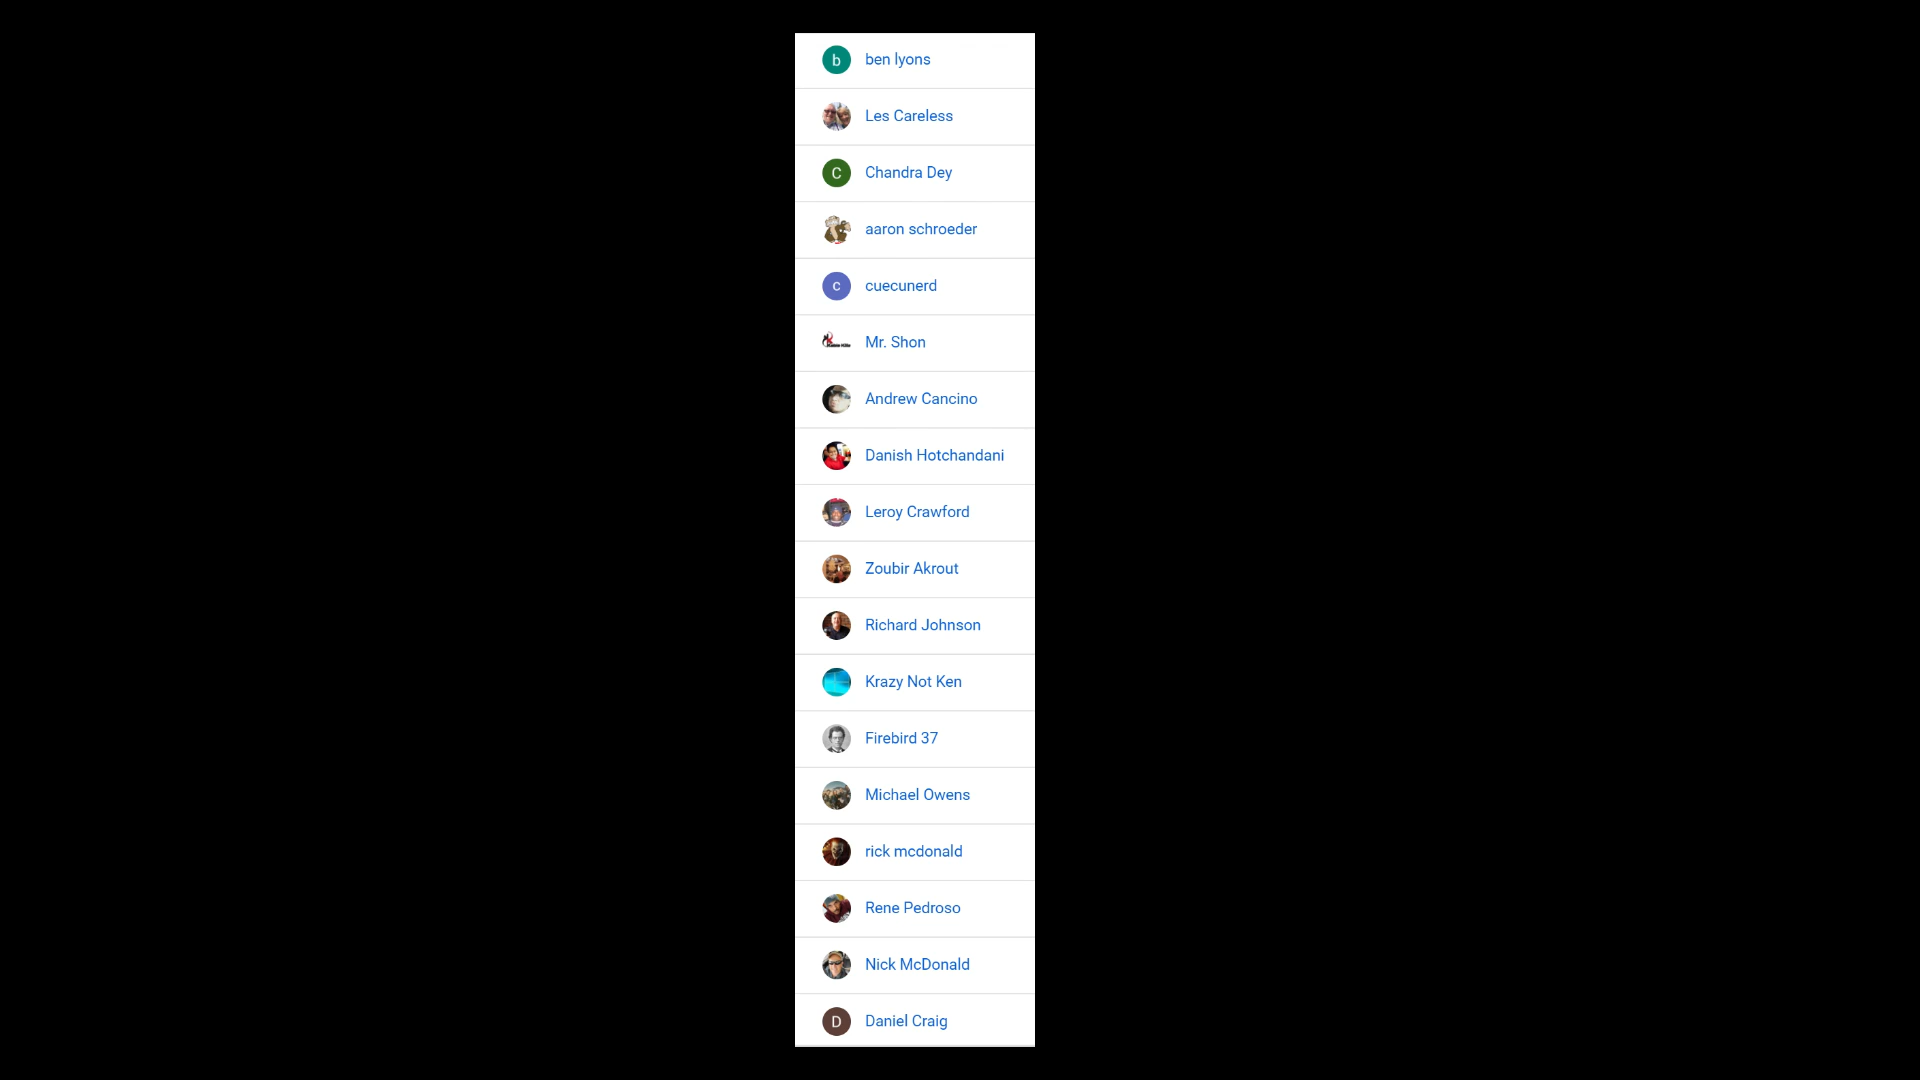 b ben lyons
Les Careless
C Chandra Dey
aaron schroeder
c cuecunerd
Mr. Shon
Andrew Cancino
Danish Hotchandani
Leroy Crawford
Zoubir Akrout
Richard Johnson
Krazy Not Ken
Firebird 37
Michael Owens
rick mcdonald
Rene Pedroso
Nick McDonald
D Daniel Craig